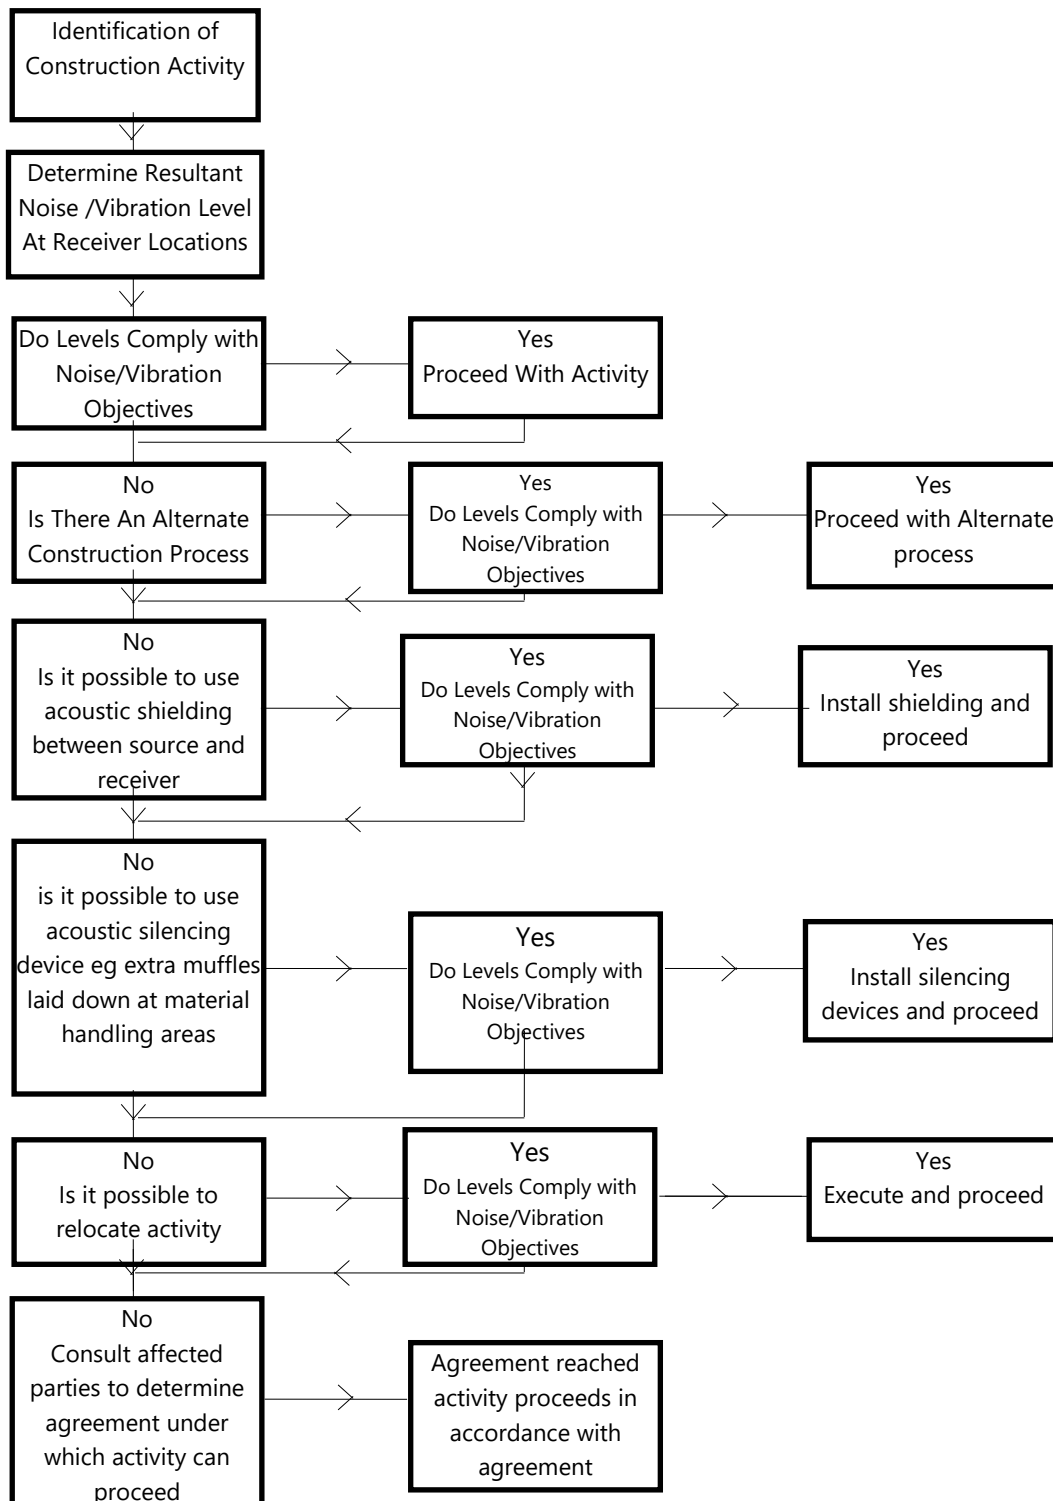 Identification of
Construction Activity
Determine Resultant
Noise /Vibration Level
At Receiver Locations
Do Levels Comply with
Noise/Vibration
Objectives
Yes
Proceed With Activity
No
Is There An Alternate
Construction Process
Yes
Do Levels Comply with
Noise/Vibration
Objectives
Yes
Proceed with Alternate
process
No
Is it possible to use
acoustic shielding
between source and
receiver
Yes
Do Levels Comply with
Noise/Vibration
Objectives
Yes
Install shielding and
proceed
No
is it possible to use
acoustic silencing
device eg extra muffles
laid down at material
handling areas
Yes
Do Levels Comply with
Noise/Vibration
Objectives
Yes
Install silencing
devices and proceed
No
Is it possible to
relocate activity
Yes
Do Levels Comply with
Noise/Vibration
Objectives
Yes
Execute and proceed
No
Consult affected
parties to determine
agreement under
which activity can
proceed
Agreement reached
activity proceeds in
accordance with
agreement